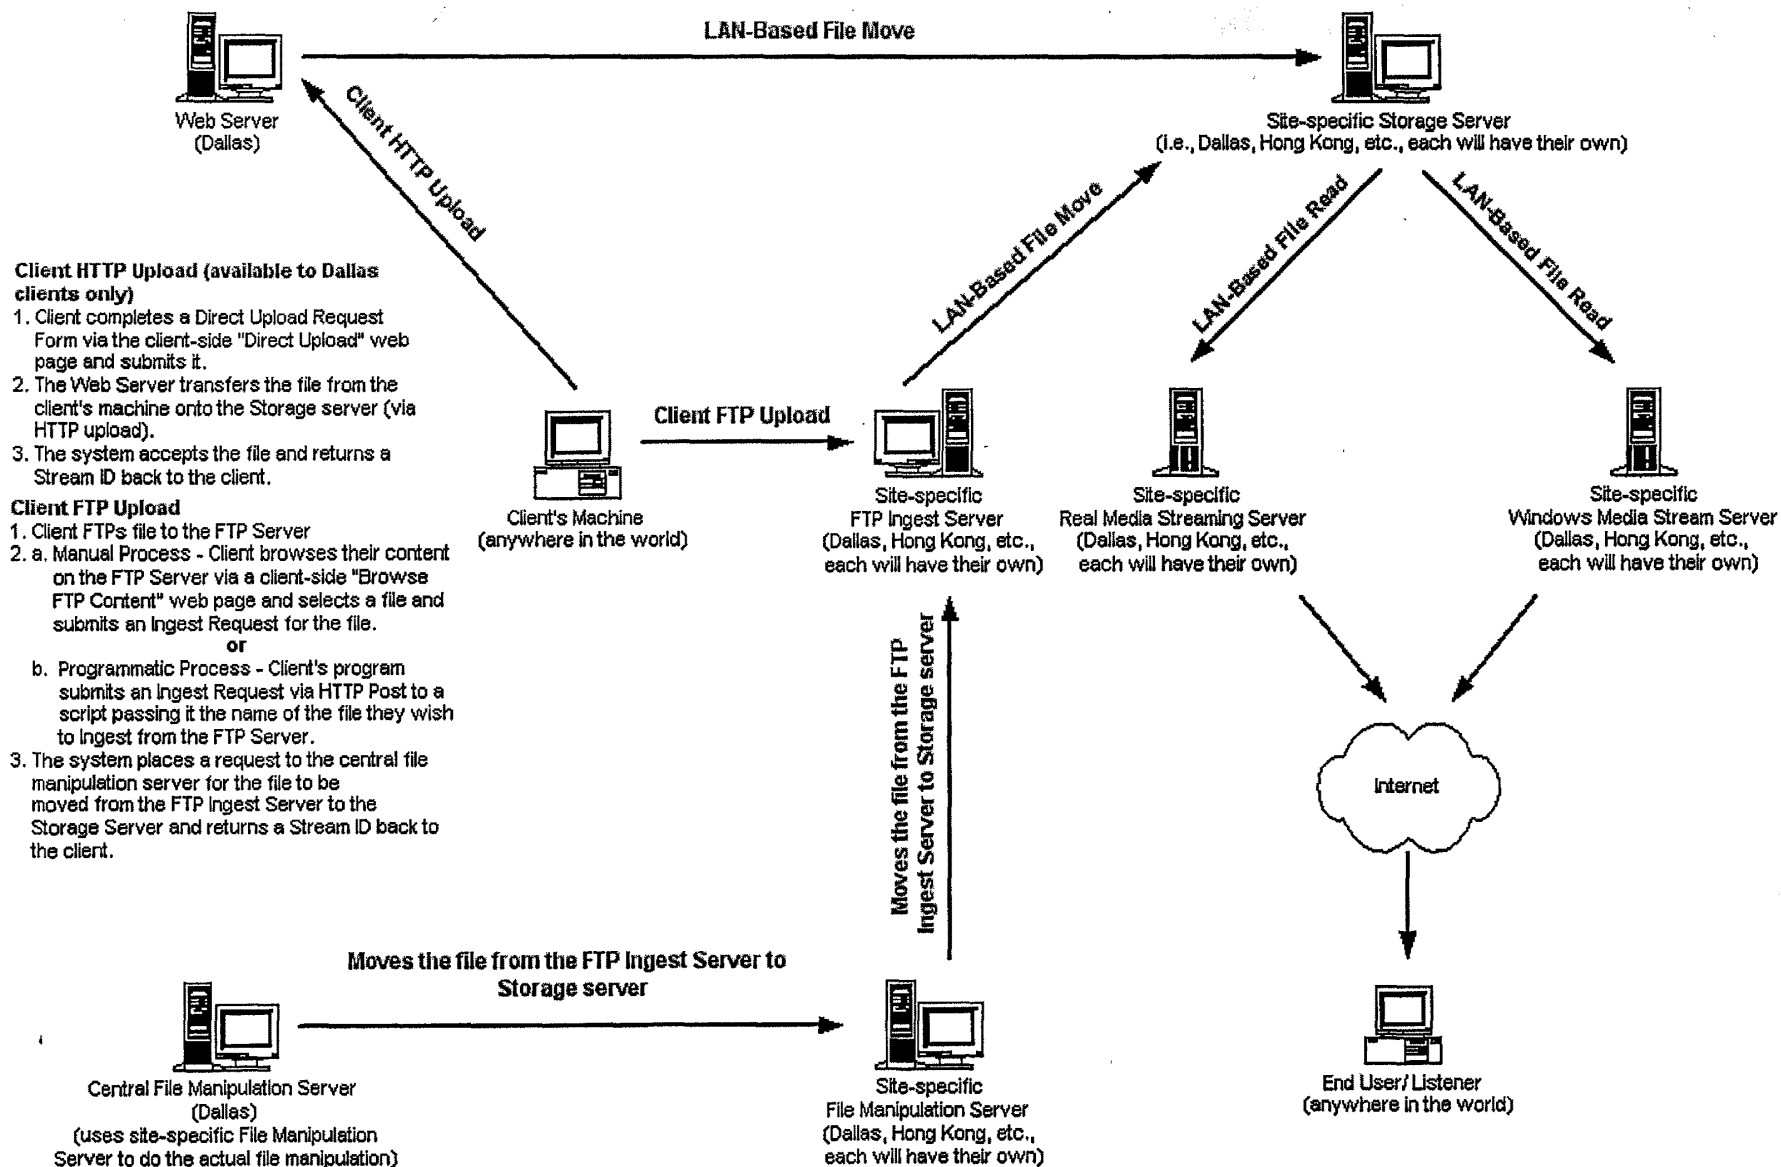 LAN-Based File Move
Web Server
(Dallas)
Site-specific Storage Server
(i.e., Dallas, Hong Kong, etc., each will have their own)
Client HTTP Upload
LAN-Based File Move
LAN-Based File Read
LAN-Based File Read
Client HTTP Upload (available to Dallas
clients only)
1. Client completes a Direct Upload Request
Form via the client-side "Direct Upload" web
page and submits it.
2. The Web Server transfers the file from the
client's machine onto the Storage server (via
HTTP upload).
3. The system accepts the file and returns a
Stream ID back to the client.
Client FTP Upload
1. Client FTPs file to the FTP Server
2. a. Manual Process - Client browses their content
on the FTP Server via a client-side "Browse
FTP Content" web page and selects a file and
submits an Ingest Request for the file.
or
b. Programmatic Process - Client's program
submits an Ingest Request via HTTP Post to a
script passing it the name of the file they wish
to Ingest from the FTP Server.
3. The system places a request to the central file
manipulation server for the file to be
moved from the FTP Ingest Server to the
Storage Server and returns a Stream ID back to
the client.
Client FTP Upload
Client's Machine
(anywhere in the world)
Site-specific
FTP Ingest Server
(Dallas, Hong Kong, etc.,
each will have their own)
Site-specific
Real Media Streaming Server
(Dallas, Hong Kong, etc.,
each will have their own)
Site-specific
Windows Media Stream Server
(Dallas, Hong Kong, etc.,
each will have their own)
Moves the file from the FTP
Ingest Server to Storage server
Internet
Moves the file from the FTP Ingest Server to
Storage server
Central File Manipulation Server
(Dallas)
(uses site-specific File Manipulation
Server to do the actual file manipulation)
Site-specific
File Manipulation Server
(Dallas, Hong Kong, etc.,
each will have their own)
End User/Listener
(anywhere in the world)